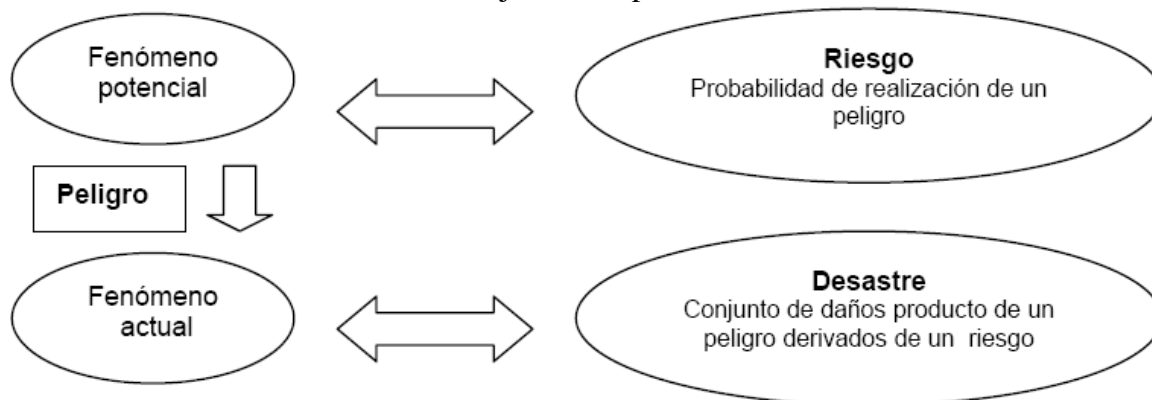 Fenómeno
potencial
Riesgo
Probabilidad de realización de un
peligro
Peligro
Fenómeno
actual
Desastre
Conjunto de daños producto de un
peligro derivados de un riesgo